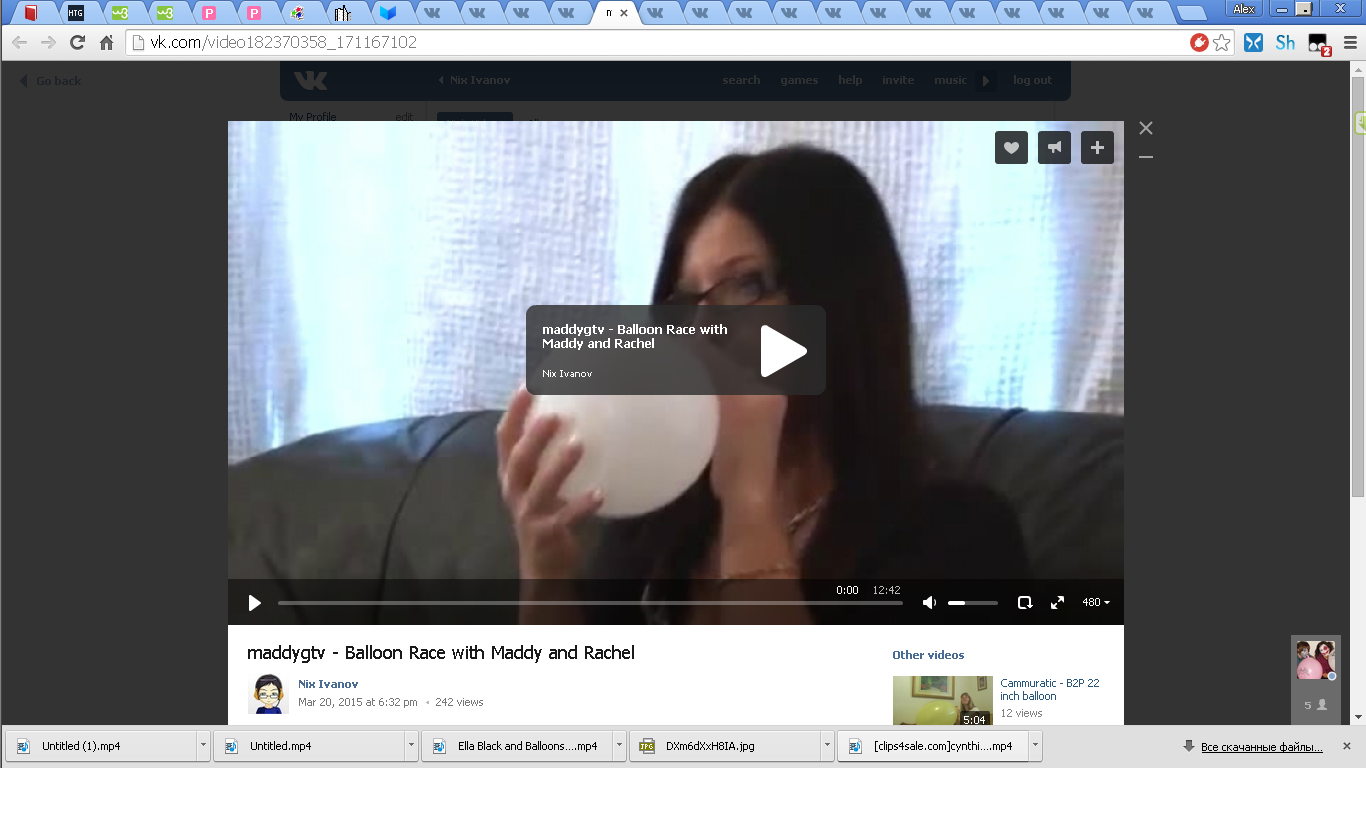 HTG
w3
w3
P
P
n
Alex
vk.com/video182370358_171167102
Sh
2
Go back
Nix Ivanov
search
games
help
invite
music
log out
My Profile
edit
maddygtv - Balloon Race with
Maddy and Rachel
Nix Ivanov
0:00
12:42
480
maddygtv - Balloon Race with Maddy and Rachel
Nix Ivanov
Mar 20, 2015 at 6:32 pm
242 views
Other videos
Cammuratic - B2P 22
inch balloon
12 views
5:04
5
Untitled (1).mp4
Untitled.mp4
Ella Black and Balloons....mp4
JPG
DXm6dXxH8IA.jpg
[clips4sale.com]cynthi....mp4
Все скачанные файлы...